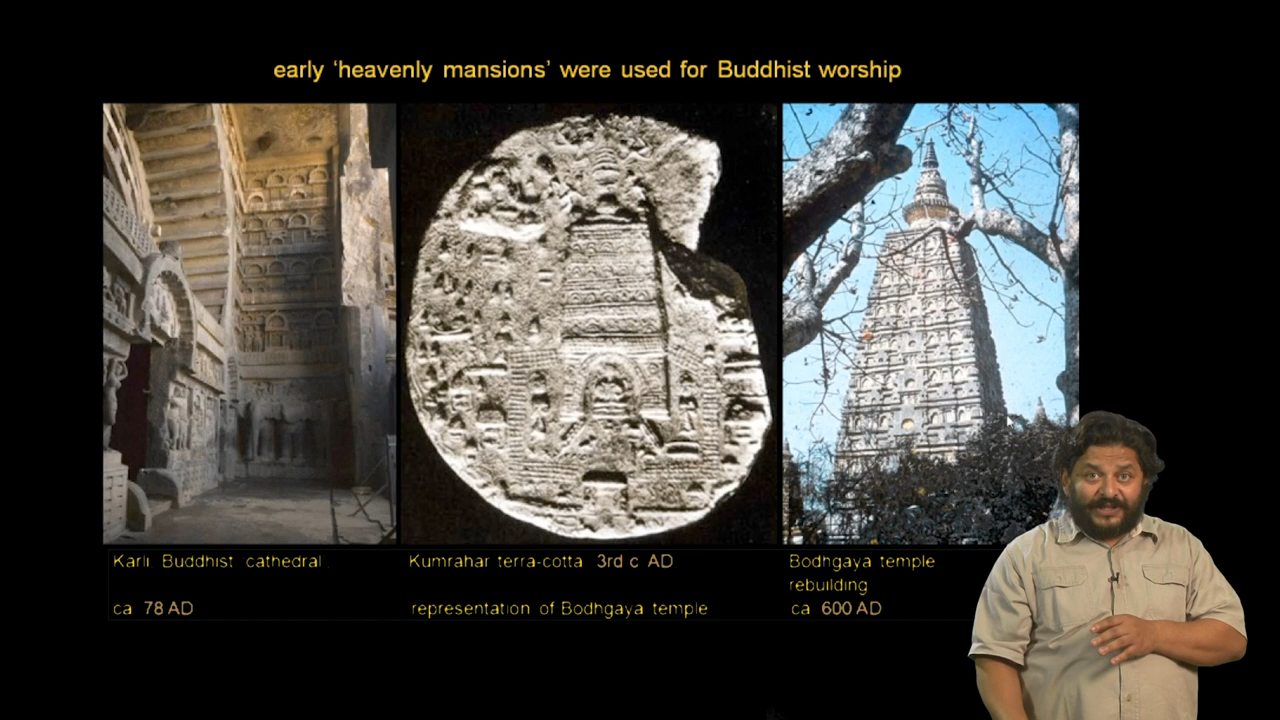 early ‘heavenly mansions’ were used for Buddhist worship
Karli Buddhist cathedral
ca 78 AD
Kumrahar terra-cotta 3rd c AD
representation of Bodhgaya temple
Bodhgaya temple
rebuilding
ca 600 AD